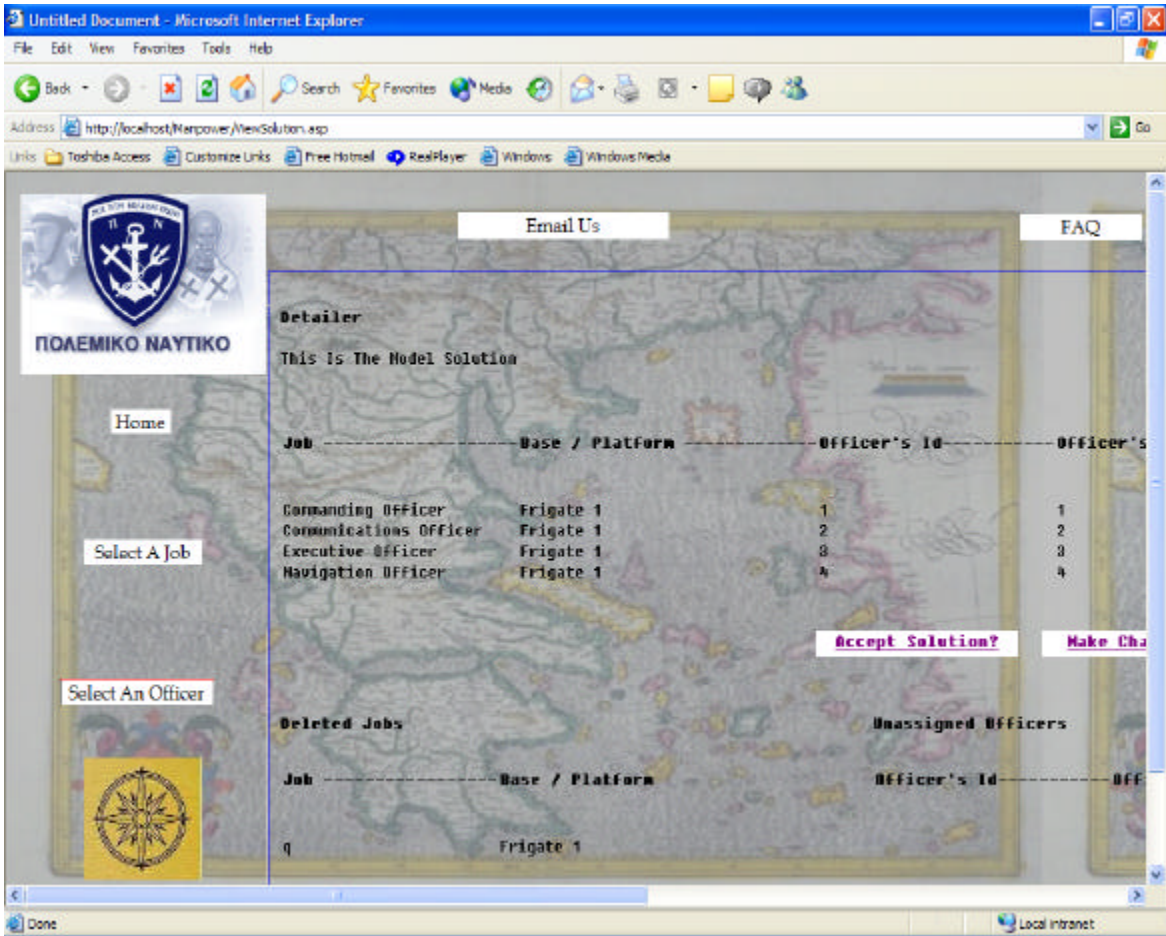 Untitled Document - Microsoft Internet Explorer
File Edit View Favorites Tools Help
Back Search Favorites Media
Address http://localhost/Manpower/ViewSolution.asp Go
Links Toshiba Access Customize Links Free Hotmail RealPlayer Windows Windows Media
Π Ν
ΠΟΛΕΜΙΚΟ ΝΑΥΤΙΚΟ
Email Us FAQ
Detailer
This Is The Model Solution
Home
Select A Job
Select An Officer
Job --------------------Base / Platform --------------Officer's Id------------Officer's
Commanding Officer Frigate 1 1 1
Communications Officer Frigate 1 2 2
Executive Officer Frigate 1 3 3
Navigation Officer Frigate 1 4 4
Accept Solution? Make Cha
Deleted Jobs Unassigned Officers
Job ------------------Base / Platform Officer's Id-----------Off
q Frigate 1
Done Local intranet